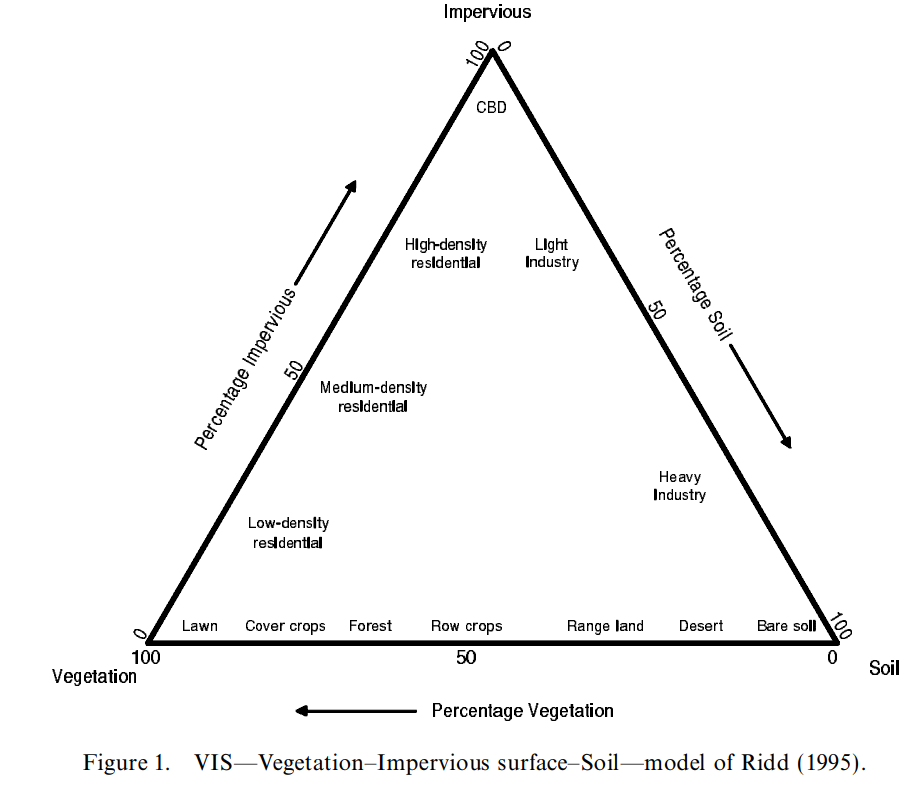 Impervious
100
0
CBD
High-density
residential
Light
Industry
Percentage Impervious
Percentage Soil
50
50
Medium-density
residential
Heavy
Industry
Low-density
residential
0
Lawn
Cover crops
Forest
Row crops
Range land
Desert
Bare soil
100
100
50
0
Vegetation
Soil
Percentage Vegetation
Figure 1. VIS—Vegetation–Impervious surface–Soil—model of Ridd (1995).